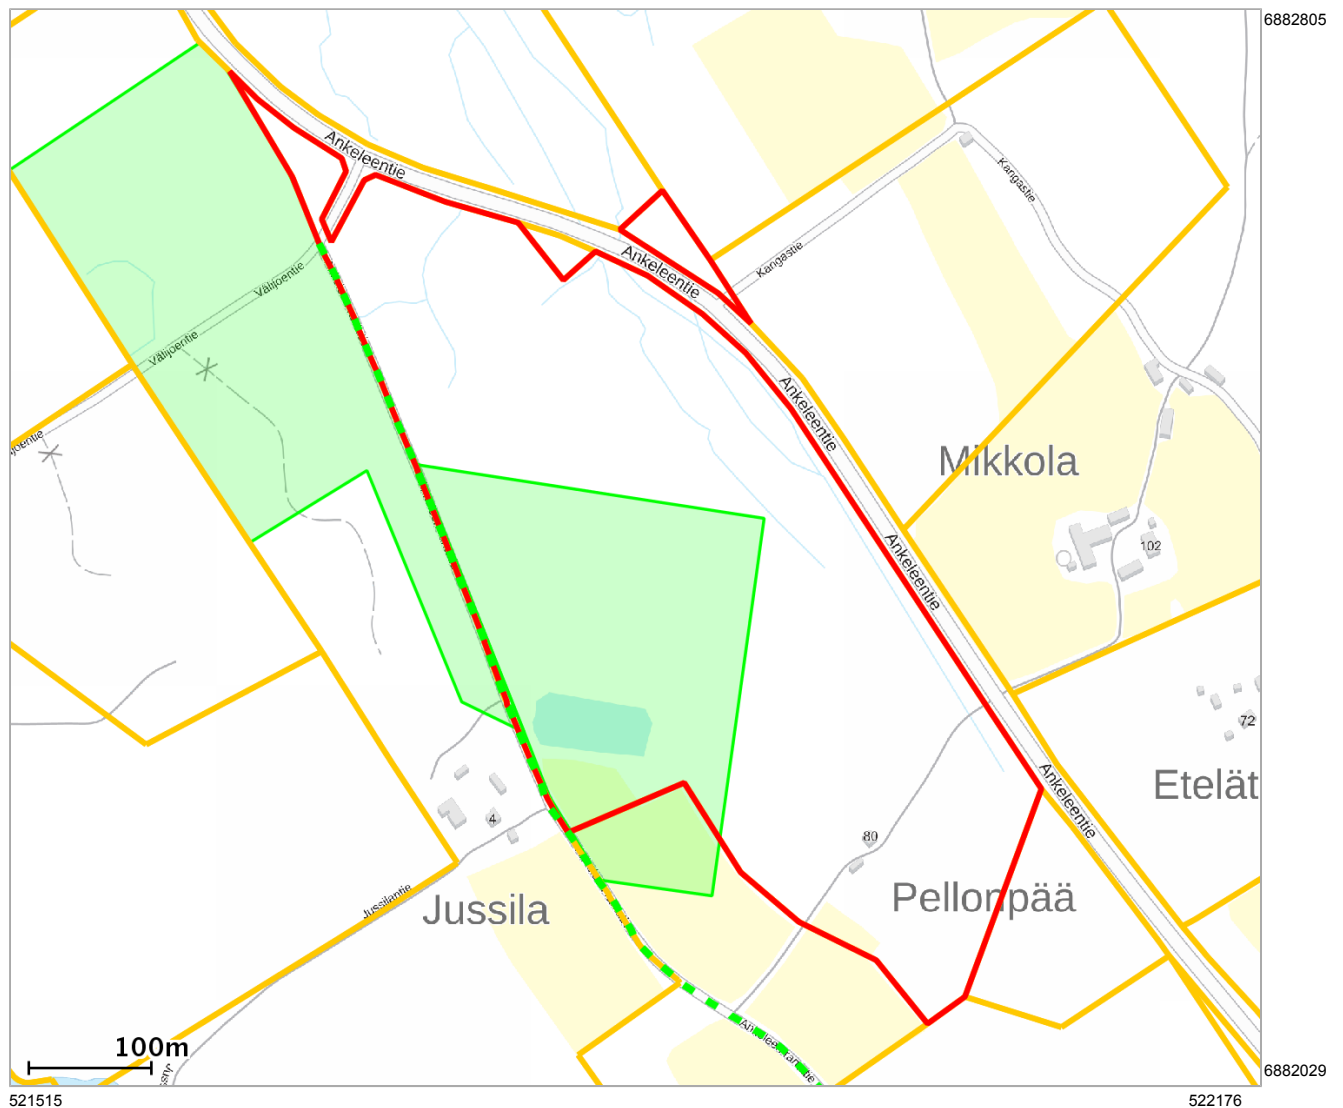 6882805
Ankeleentie
Kangastie
Kangastie
Ankeleentie
Välijoentie
Välijoentie
Ankeleentie
joentie
Mikkola
Ankeleentie
102
72
Etelät
Ankeleentie
4
80
Jussilantie
Jussila
Pellonpää
100m
6882029
521515
522176